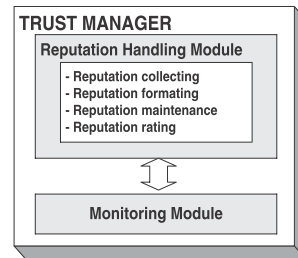 TRUST MANAGER
Reputation Handling Module
- Reputation collecting
- Reputation formating
- Reputation maintenance
- Reputation rating
Monitoring Module